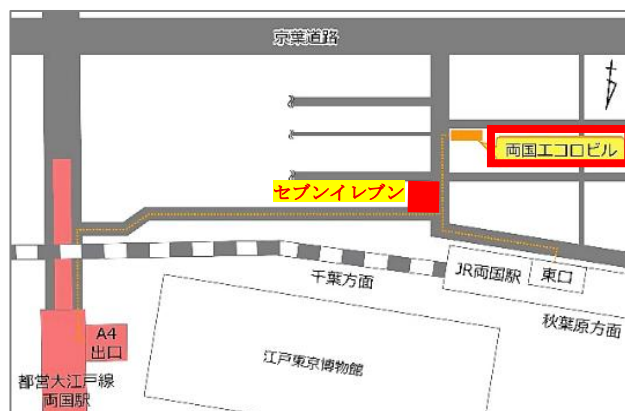 京葉道路
両国エコロビル
セブンイレブン
千葉方面
JR両国駅
東口
秋葉原方面
A4
出口
江戸東京博物館
都営大江戸線
両国駅